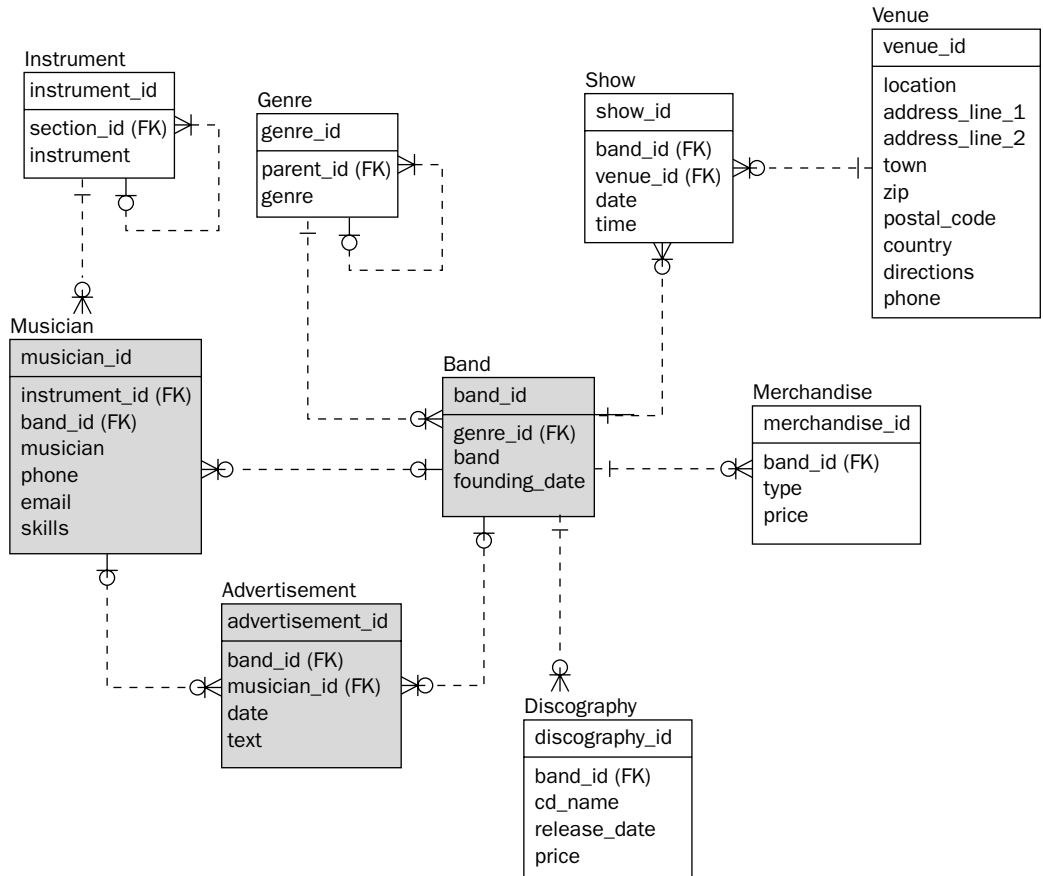 Venue
venue_id
location
address_line_1
address_line_2
town
zip
postal_code
country
directions
phone
Instrument
instrument_id
section_id (FK)
instrument
Genre
genre_id
parent_id (FK)
genre
Show
show_id
band_id (FK)
venue_id (FK)
date
time
Musician
musician_id
instrument_id (FK)
band_id (FK)
musician
phone
email
skills
Band
band_id
genre_id (FK)
band
founding_date
Merchandise
merchandise_id
band_id (FK)
type
price
Advertisement
advertisement_id
band_id (FK)
musician_id (FK)
date
text
Discography
discography_id
band_id (FK)
cd_name
release_date
price